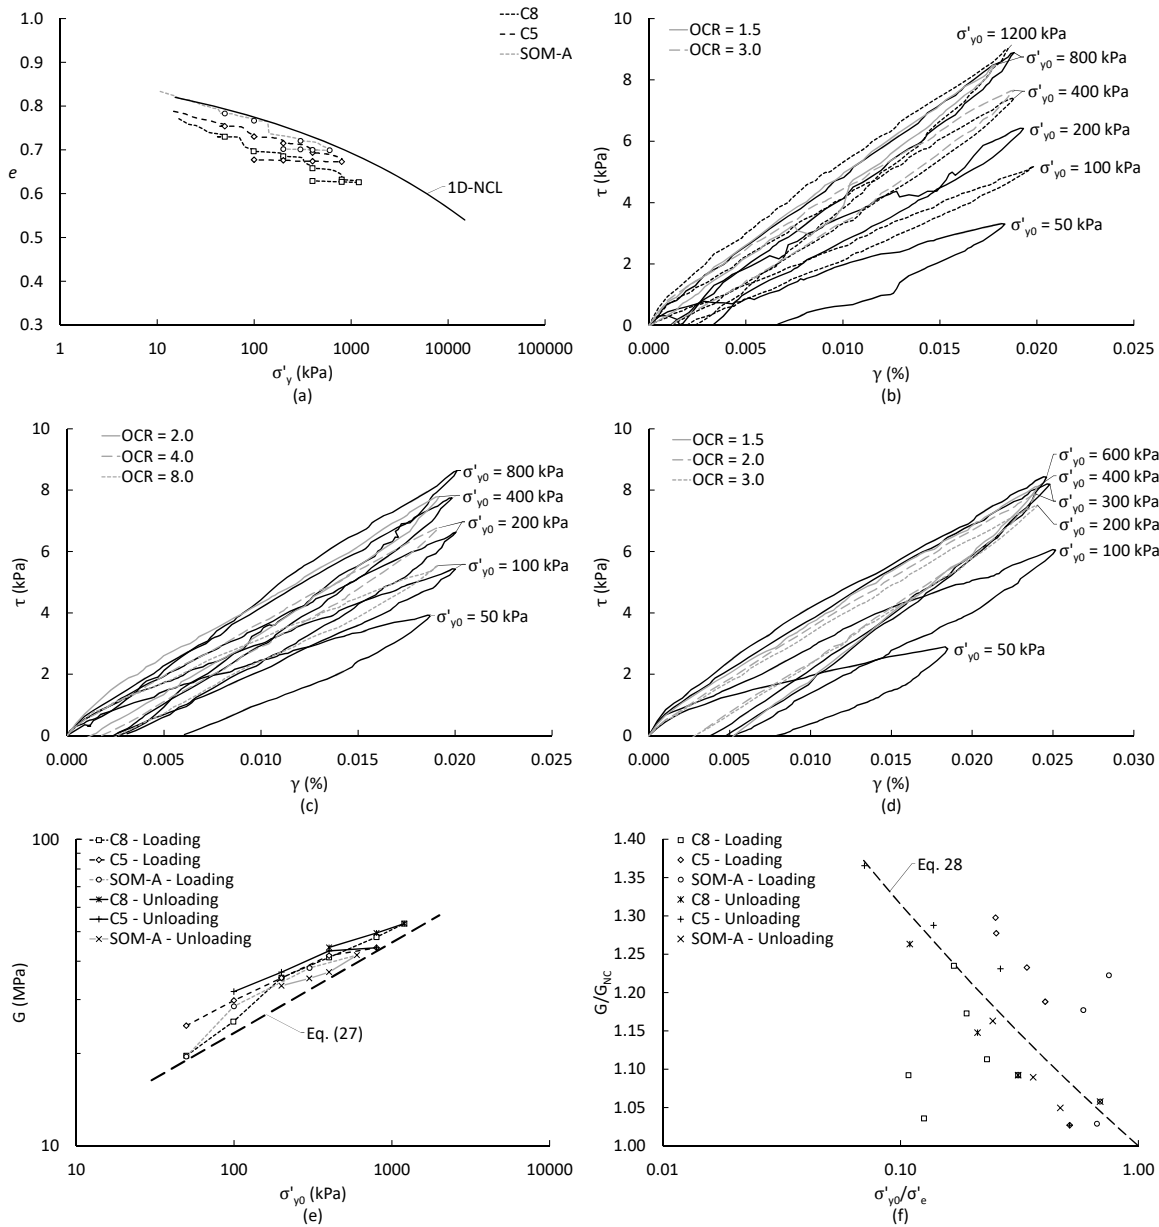 1.0
0.9
0.8
0.7
0.6
0.5
0.4
0.3
e
1
10
100
1000
10000
100000
σ'y (kPa)
(a)
C8
C5
SOM-A
1D-NCL
10
8
6
4
2
0
τ (kPa)
0.000
0.005
0.010
0.015
0.020
0.025
γ (%)
(b)
OCR = 1.5
OCR = 3.0
σ'y0 = 1200 kPa
σ'y0 = 800 kPa
σ'y0 = 400 kPa
σ'y0 = 200 kPa
σ'y0 = 100 kPa
σ'y0 = 50 kPa
10
8
6
4
2
0
τ (kPa)
0.000
0.005
0.010
0.015
0.020
0.025
γ (%)
(c)
OCR = 2.0
OCR = 4.0
OCR = 8.0
σ'y0 = 800 kPa
σ'y0 = 400 kPa
σ'y0 = 200 kPa
σ'y0 = 100 kPa
σ'y0 = 50 kPa
10
8
6
4
2
0
τ (kPa)
0.000
0.005
0.010
0.015
0.020
0.025
0.030
γ (%)
(d)
OCR = 1.5
OCR = 2.0
OCR = 3.0
σ'y0 = 600 kPa
σ'y0 = 400 kPa
σ'y0 = 300 kPa
σ'y0 = 200 kPa
σ'y0 = 100 kPa
σ'y0 = 50 kPa
100
10
G (MPa)
10
100
1000
10000
σ'y0 (kPa)
(e)
C8 - Loading
C5 - Loading
SOM-A - Loading
C8 - Unloading
C5 - Unloading
SOM-A - Unloading
Eq. (27)
1.40
1.35
1.30
1.25
1.20
1.15
1.10
1.05
1.00
G/GNC
0.01
0.10
1.00
σ'y0/σ'e
(f)
C8 - Loading
C5 - Loading
SOM-A - Loading
C8 - Unloading
C5 - Unloading
SOM-A - Unloading
Eq. 28